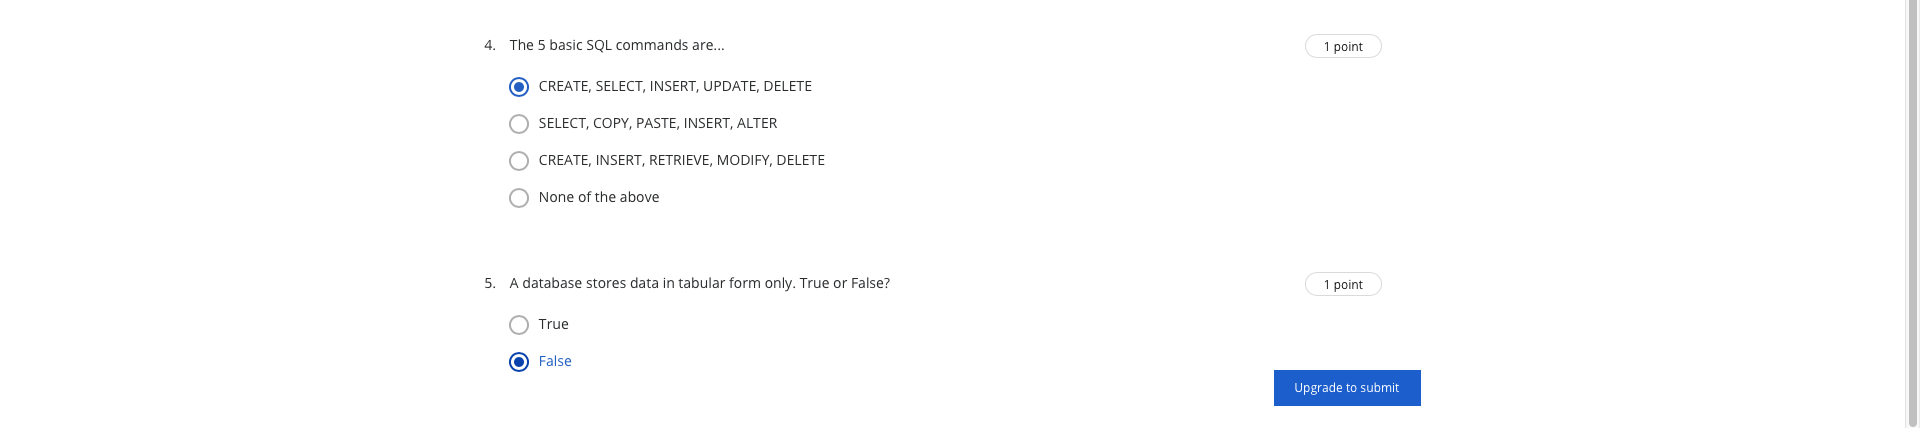 4. The 5 basic SQL commands are...
1 point
CREATE, SELECT, INSERT, UPDATE, DELETE
SELECT, COPY, PASTE, INSERT, ALTER
CREATE, INSERT, RETRIEVE, MODIFY, DELETE
None of the above
5. A database stores data in tabular form only. True or False?
1 point
True
False
Upgrade to submit